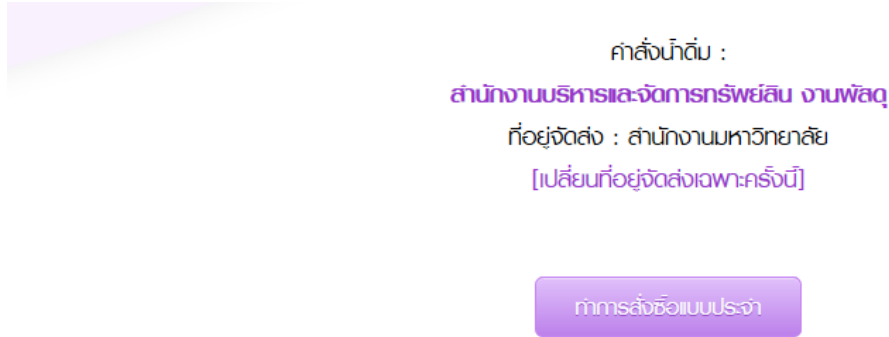 คำสั่งน้ำดื่ม :
สำนักงานบริหารและจัดการทรัพย์สิน งานพัสดุ
ที่อยู่จัดส่ง : สำนักงานมหาวิทยาลัย
[เปลี่ยนที่อยู่จัดส่งเฉพาะครั้งนี้]
ทำการสั่งซื้อแบบประจำ